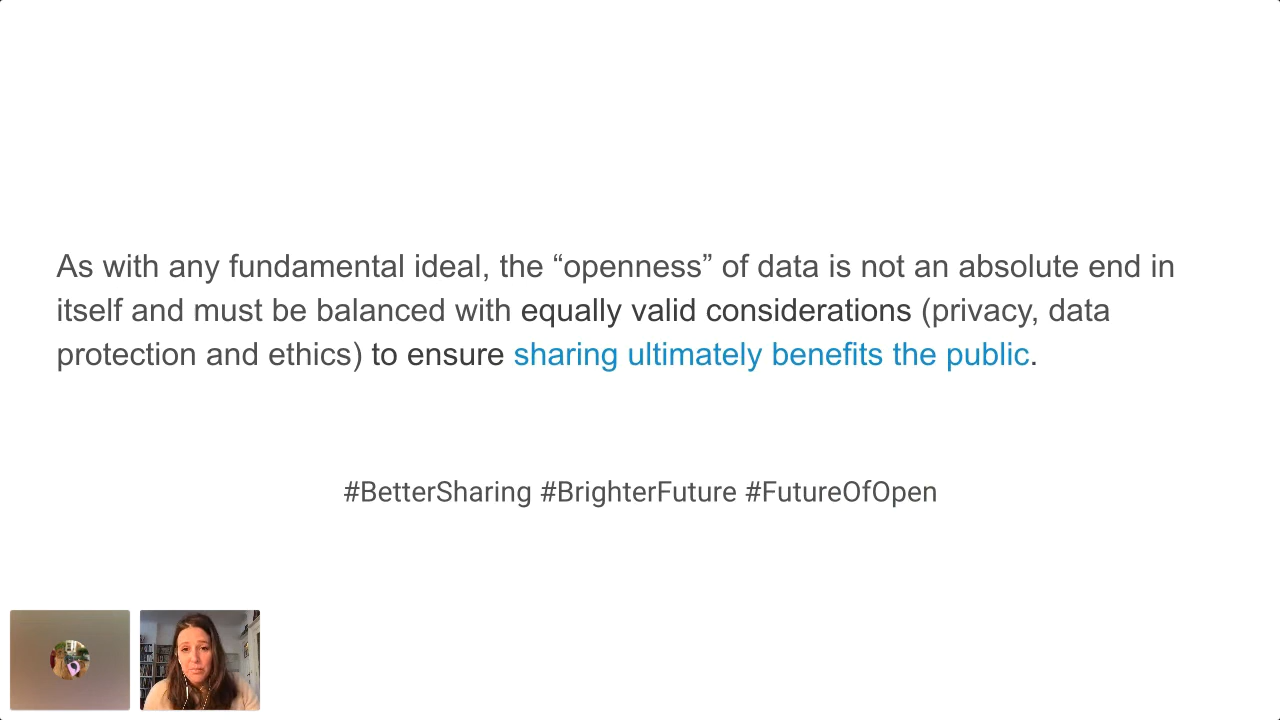 As with any fundamental ideal, the “openness” of data is not an absolute end in
itself and must be balanced with equally valid considerations (privacy, data
protection and ethics) to ensure sharing ultimately benefits the public.
#BetterSharing #BrighterFuture #FutureOfOpen